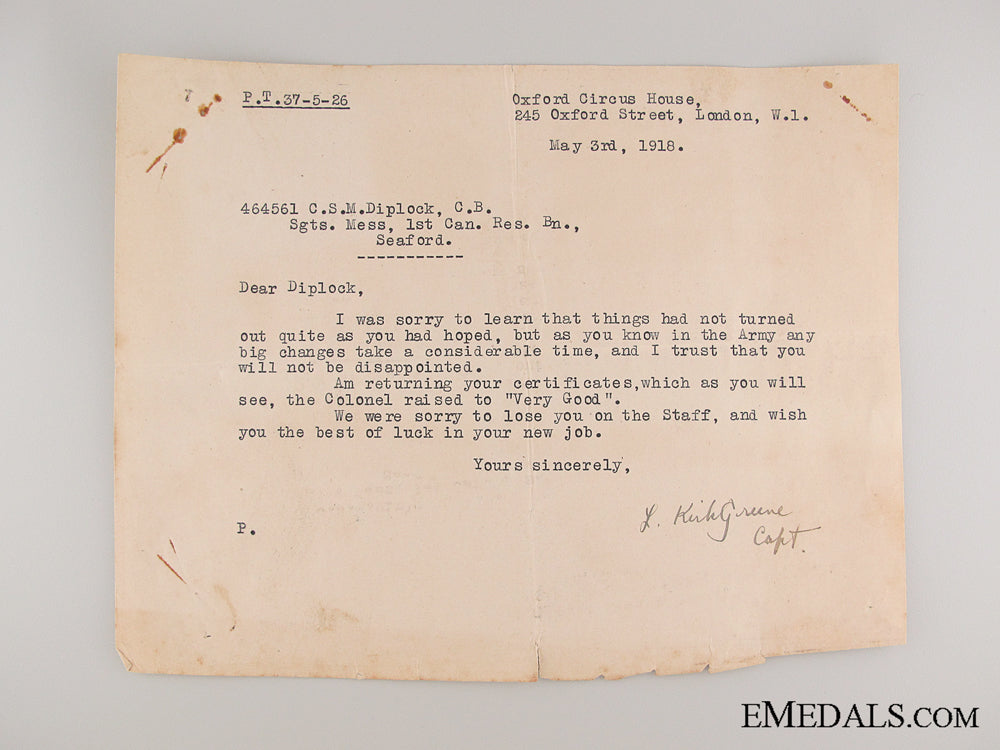 P.T.37-5-26
Oxford Circus House,
245 Oxford Street, London, W.1.
May 3rd, 1918.
464561 C.S.M.Diplock, C.B.
Sgts. Mess, 1st Can. Res. Bn.,
Seaford.
Dear Diplock,
I was sorry to learn that things had not turned
out quite as you had hoped, but as you know in the Army any
big changes take a considerable time, and I trust that you
will not be disappointed.
Am returning your certificates,which as you will
see, the Colonel raised to "Very Good".
We were sorry to lose you on the Staff, and wish
you the best of luck in your new job.
Yours sincerely,
L. KirkGreene
Capt.
P.
EMEDALS.COM